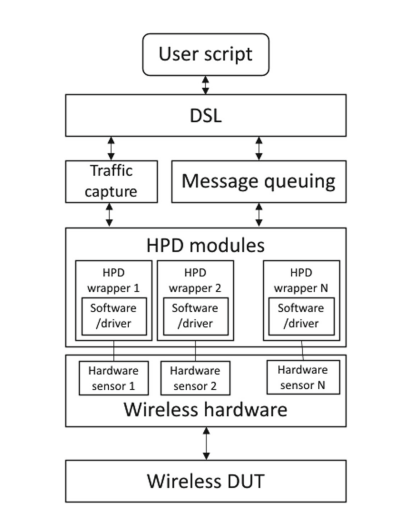 User script
DSL
Traffic
capture
Message queuing
HPD modules
HPD
wrapper 1
Software
/driver
HPD
wrapper 2
Software
/driver
HPD
wrapper N
Software
/driver
Hardware
sensor 1
Hardware
sensor 2
Hardware
sensor N
Wireless hardware
Wireless DUT